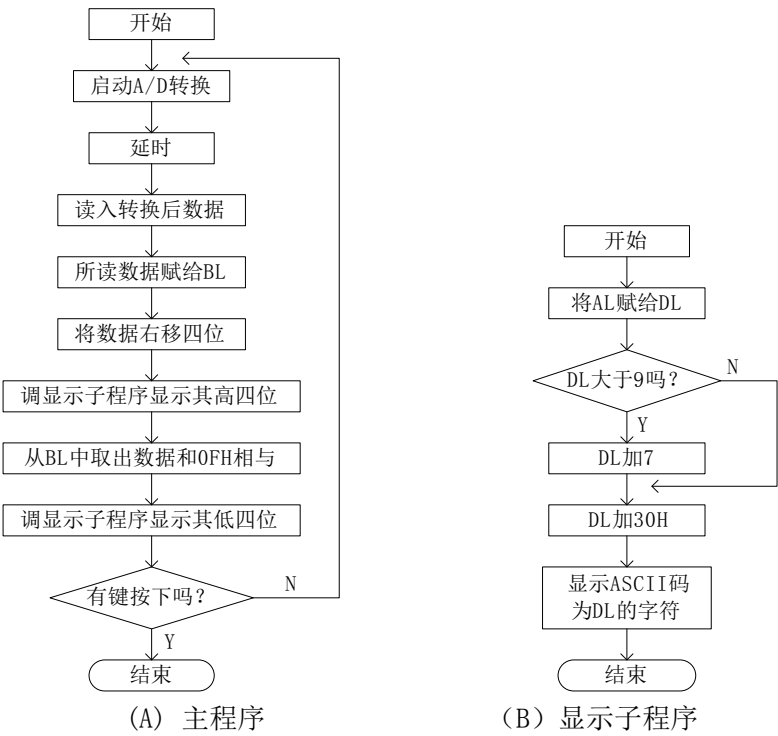 开始
启动A/D转换
延时
读入转换后数据
所读数据赋给BL
将数据右移四位
调显示子程序显示其高四位
从BL中取出数据和0FH相与
调显示子程序显示其低四位
有键按下吗?
N
Y
结束
(A) 主程序
开始
将AL赋给DL
DL大于9吗?
N
Y
DL加7
DL加30H
显示ASCII码
为DL的字符
结束
（B）显示子程序